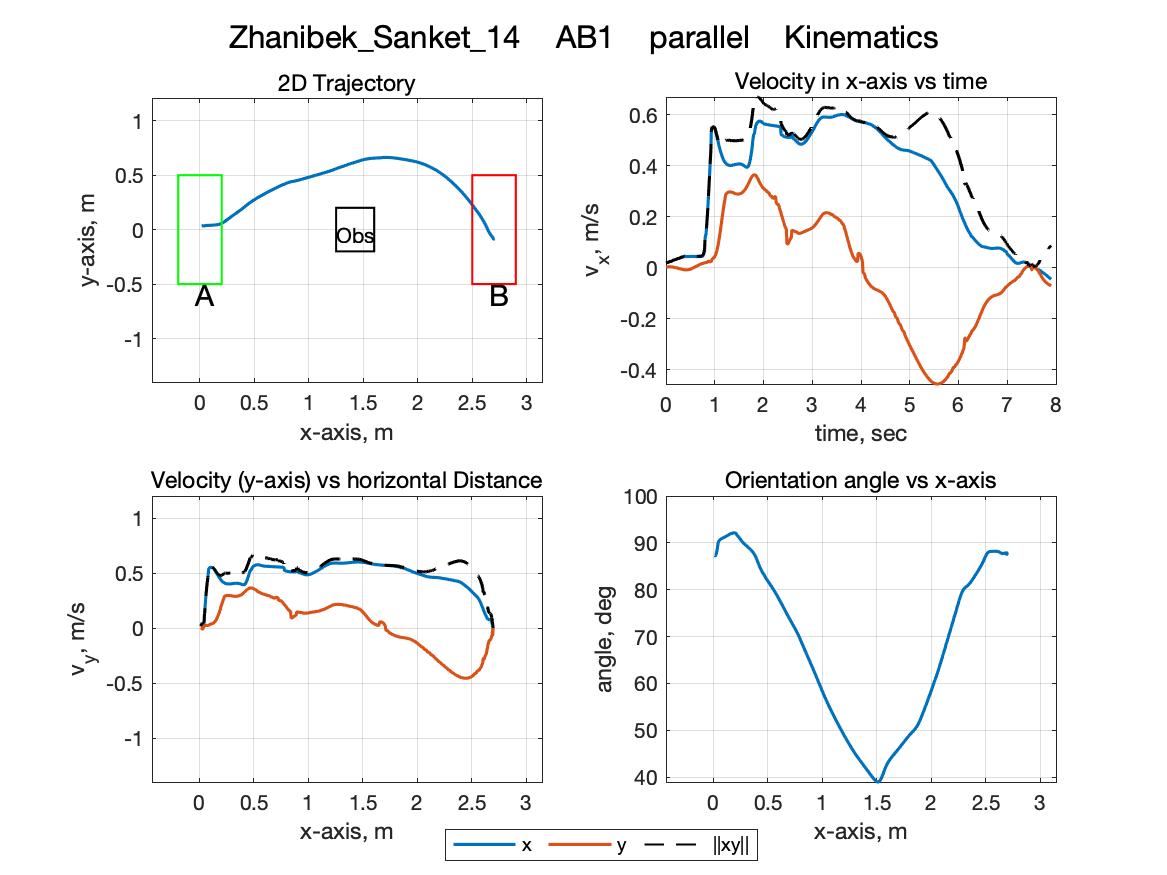 Zhanibek_Sanket_14 AB1 parallel Kinematics
2D Trajectory
1
0.5
0
-0.5
-1
y-axis, m
Obs
A
B
0 0.5 1 1.5 2 2.5 3
x-axis, m
Velocity in x-axis vs time
0.6
0.4
0.2
0
-0.2
-0.4
vx, m/s
0 1 2 3 4 5 6 7 8
time, sec
Velocity (y-axis) vs horizontal Distance
1
0.5
0
-0.5
-1
vy, m/s
0 0.5 1 1.5 2 2.5 3
x-axis, m
Orientation angle vs x-axis
100
90
80
70
60
50
40
angle, deg
0 0.5 1 1.5 2 2.5 3
x-axis, m
x y ||xy||